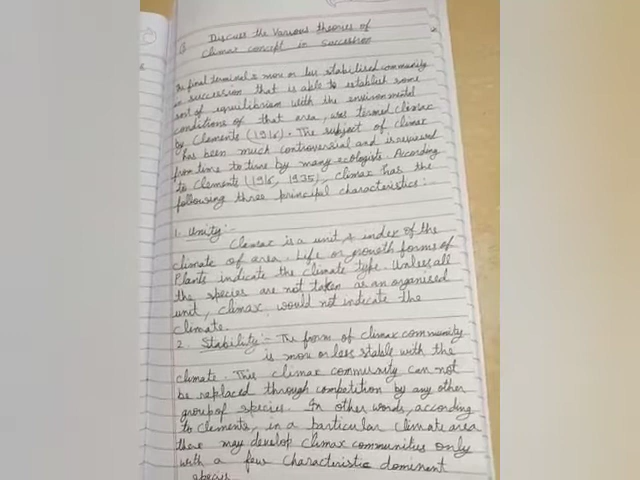 Q Discuss the various theories of
climax concept in succession
The final terminal & more or less stabilised community
in succession that is able to establish some
sort of equilibrium with the environmental
conditions of that area, was termed climax
by Clements (1916). The subject of climax
has been much controversial and is reviewed
from time to time by many ecologists. According
to Clements (1916, 1935), climax has the
following three principal characteristics:-
1. Unity:-
Climax is a unit & index of the
climate of area. Life or growth forms of
Plants indicate the climate type. Unless all
the species are not taken as an organised
unit, climax would not indicate the
climate.
2. Stability:- The form of climax community
is more or less stable with the
climate. This climax community can not
be replaced through competition by any other
group of species. In other words, according
to Clements, in a particular climate area
there may develop climax communities only
with a few characteristic dominant
species